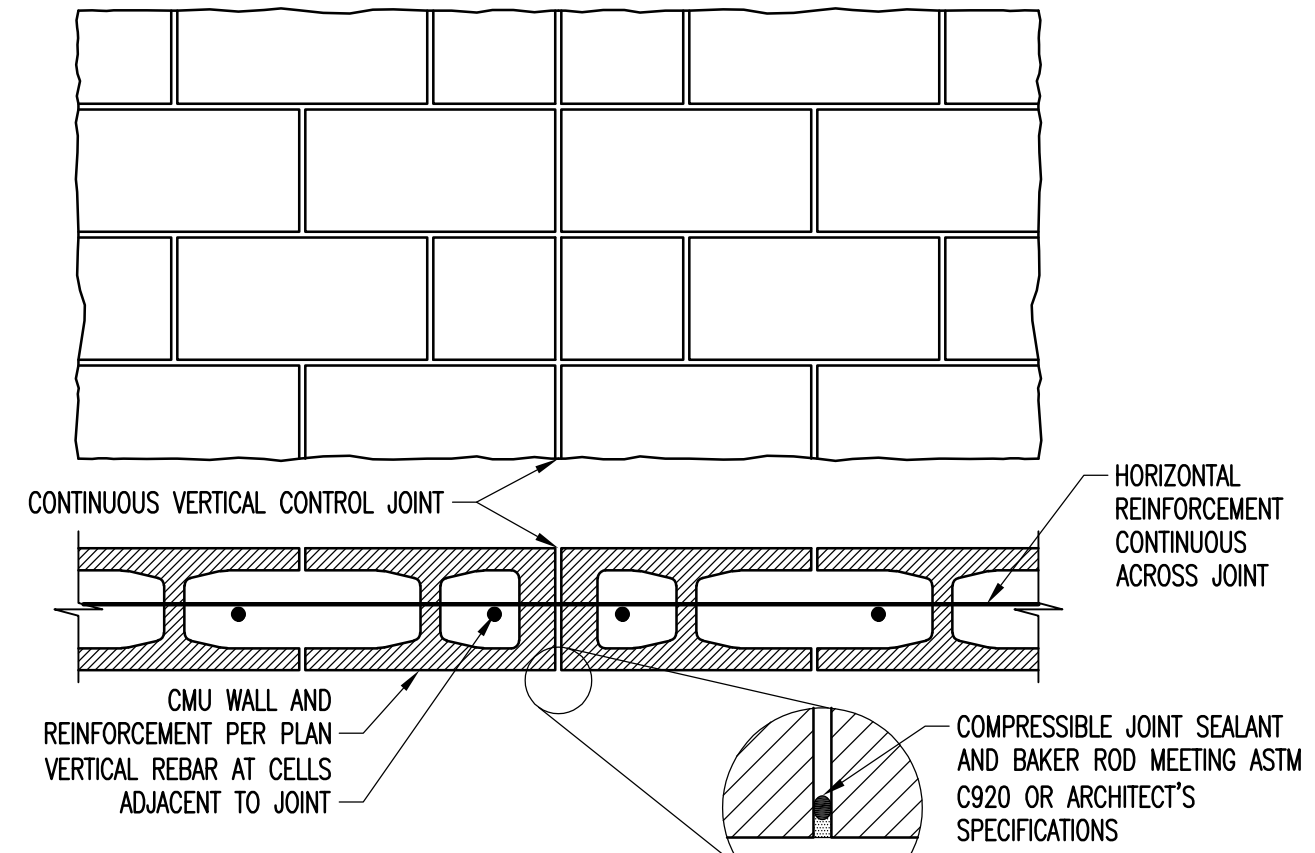 CONTINUOUS VERTICAL CONTROL JOINT
HORIZONTAL
REINFORCEMENT
CONTINUOUS
ACROSS JOINT
CMU WALL AND
REINFORCEMENT PER PLAN
VERTICAL REBAR AT CELLS
ADJACENT TO JOINT
COMPRESSIBLE JOINT SEALANT
AND BAKER ROD MEETING ASTM
C920 OR ARCHITECT'S
SPECIFICATIONS